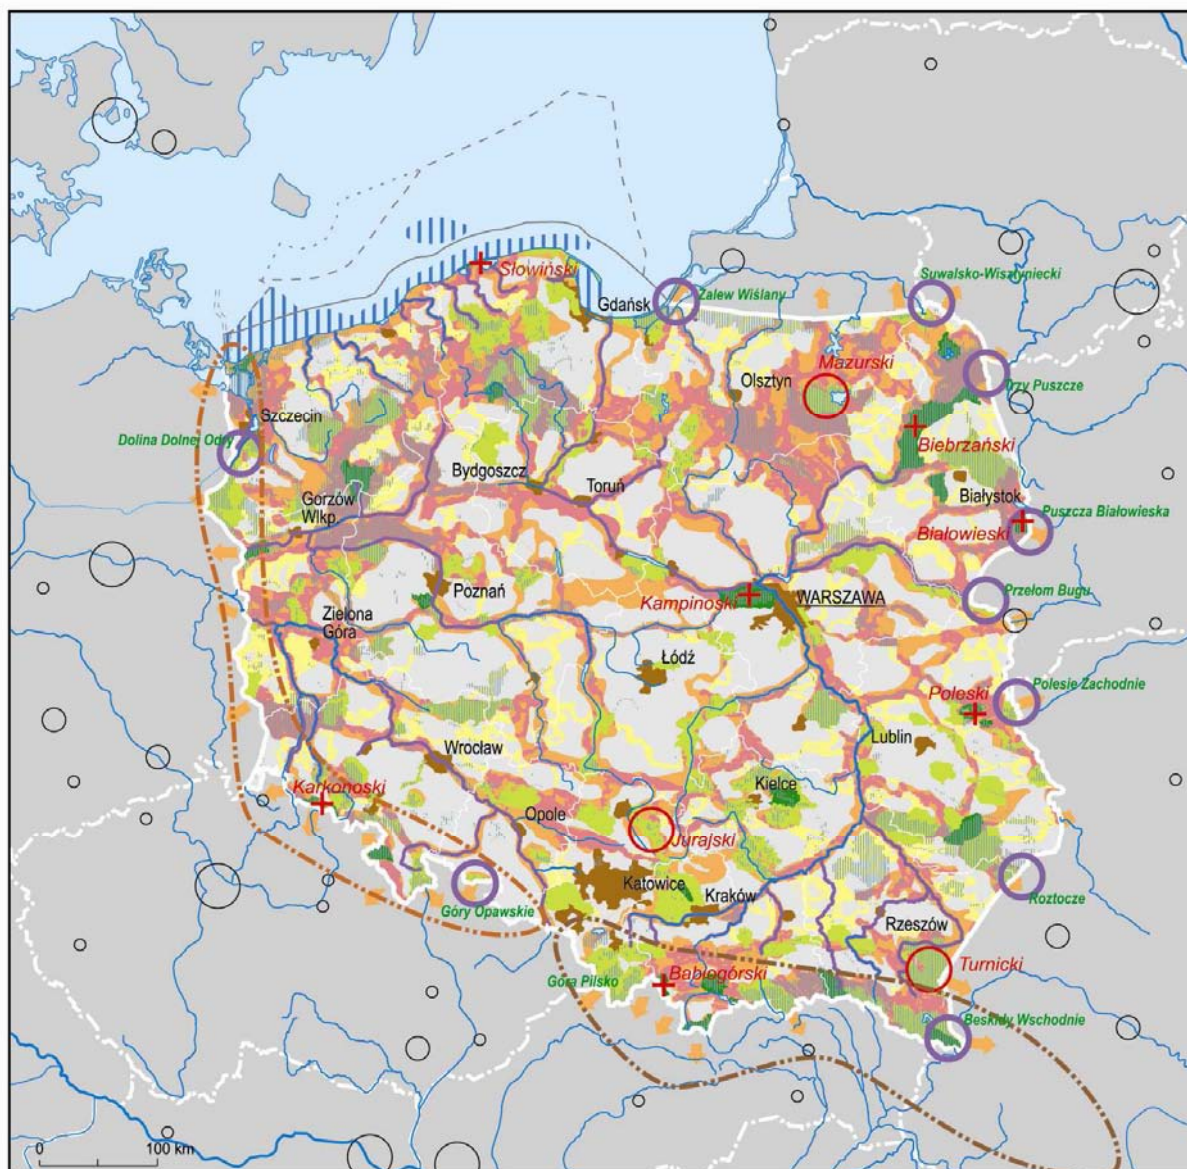 Słowiński
Suwalsko-Wisztyniecki
Gdańsk
Zalew Wiślany
Mazurski
Olsztyn
Trzy Puszcze
Szczecin
Dolina Dolnej Odry
Biebrzański
Bydgoszcz
Toruń
Gorzów
Wlkp.
Białystok
Puszcza Białowieska
Białowieski
Poznań
Kampinoski
WARSZAWA
Przełom Bugu
Zielona
Góra
Łódź
Poleski
Polesie Zachodnie
Lublin
Wrocław
Karkonoski
Kielce
Opole
Jurajski
Katowice
Kraków
Roztocze
Góry Opawskie
Rzeszów
Turnicki
Góra Pilsko
Babiogórski
Beskidy Wschodnie
0 100 km